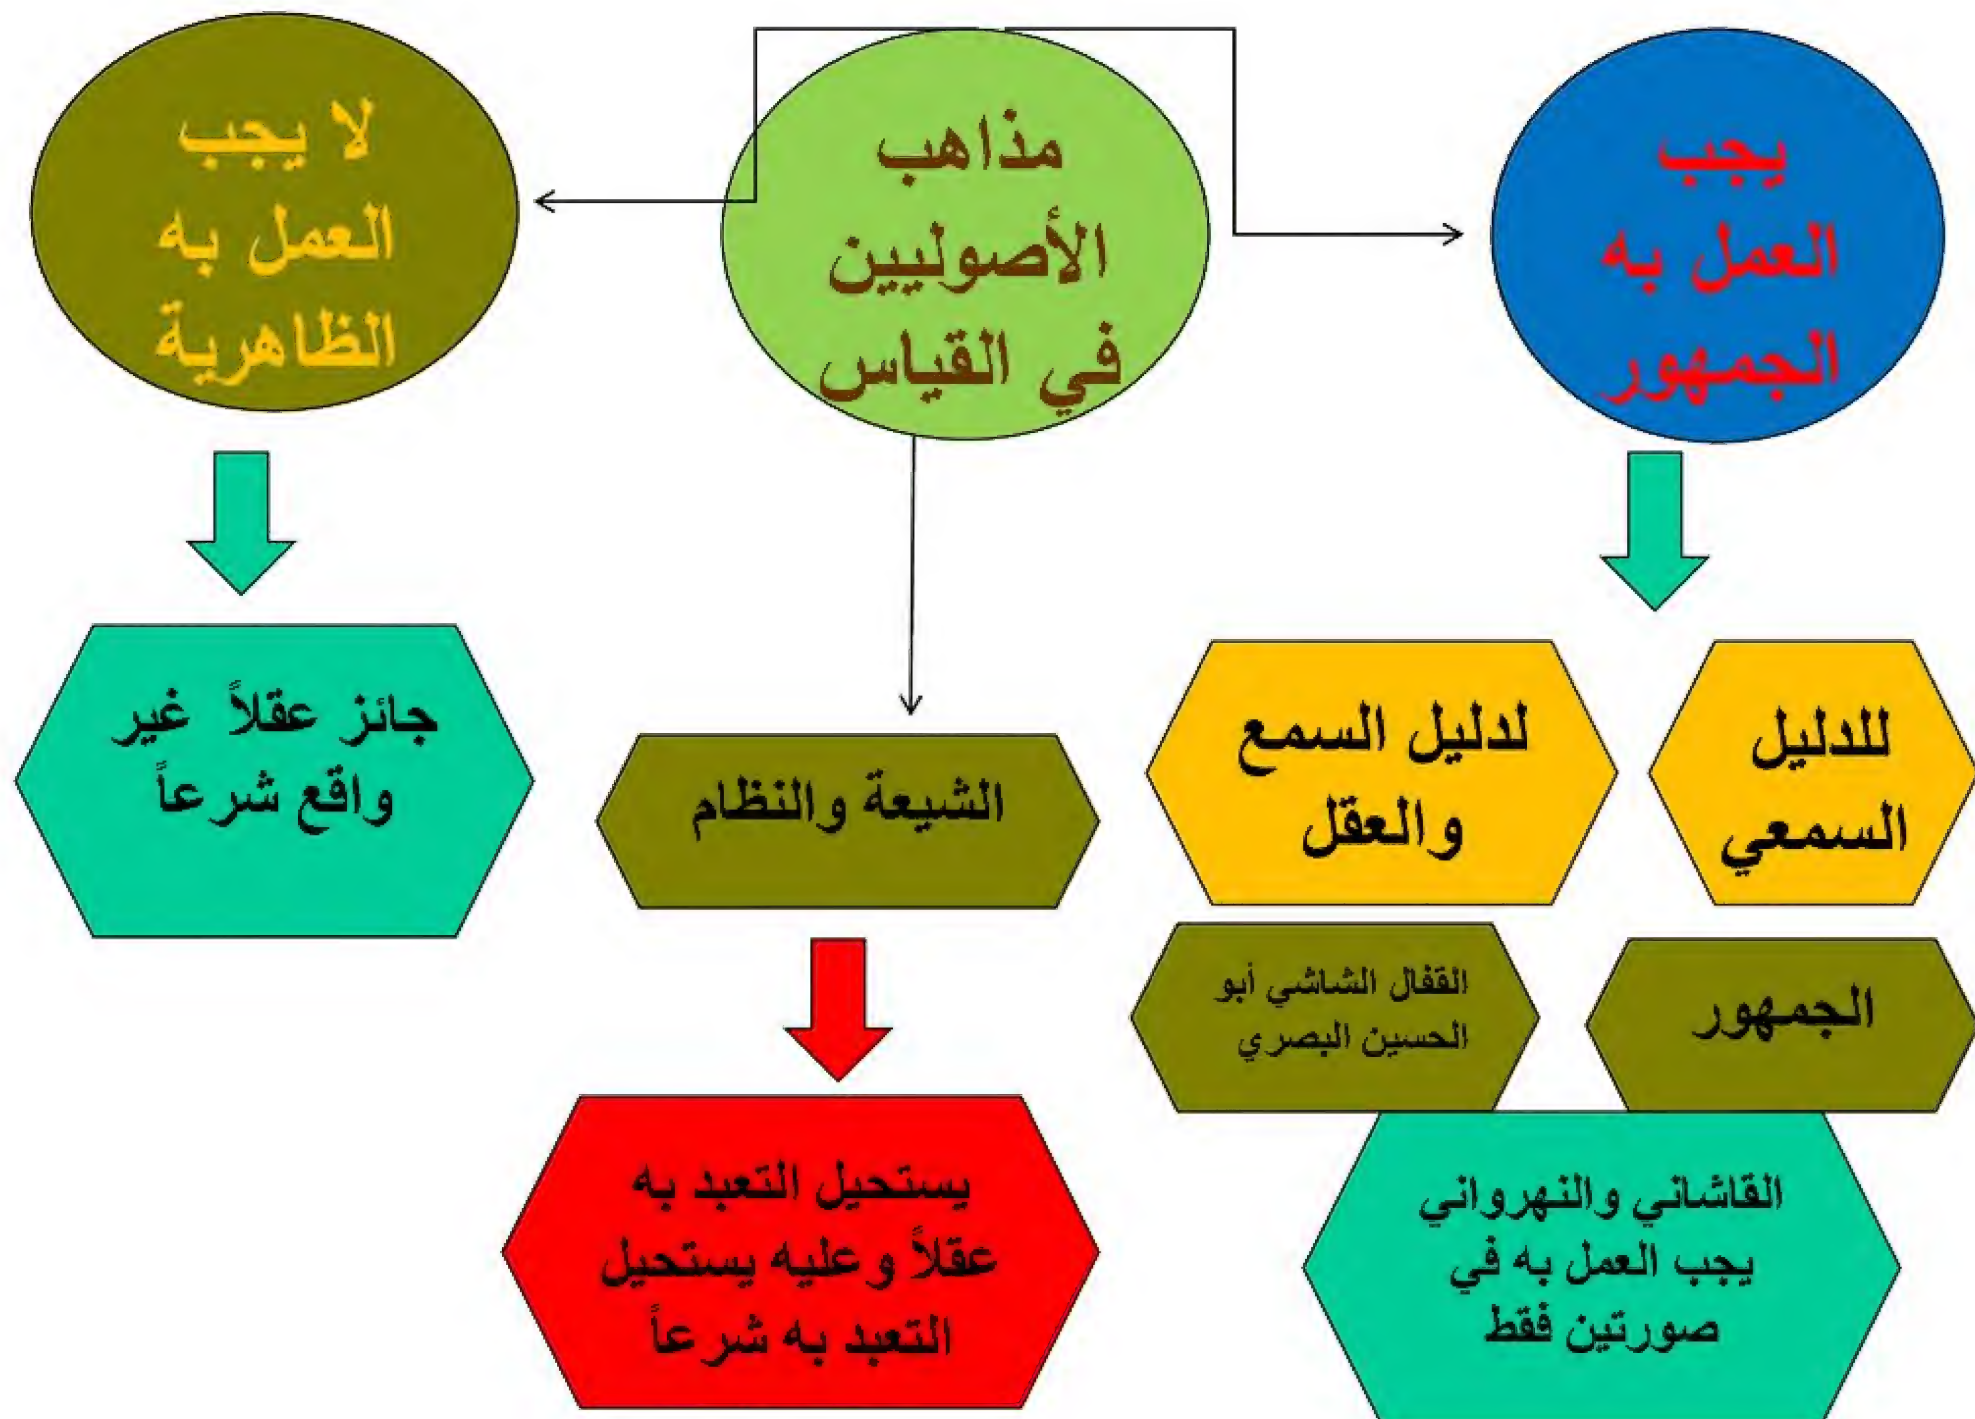 مذاهب
الأصوليين
في القياس
يجب
العمل به
الجمهور
لا يجب
العمل به
الظاهرية
للدليل
السمعي
لدليل السمع
والعقل
الجمهور
القفال الشاشي أبو
الحسين البصري
القاشاني والنهرواني
يجب العمل به في
صورتين فقط
الشيعة والنظام
يستحيل التعبد به
عقلاً وعليه يستحيل
التعبد به شرعاً
جائز عقلاً غير
واقع شرعاً